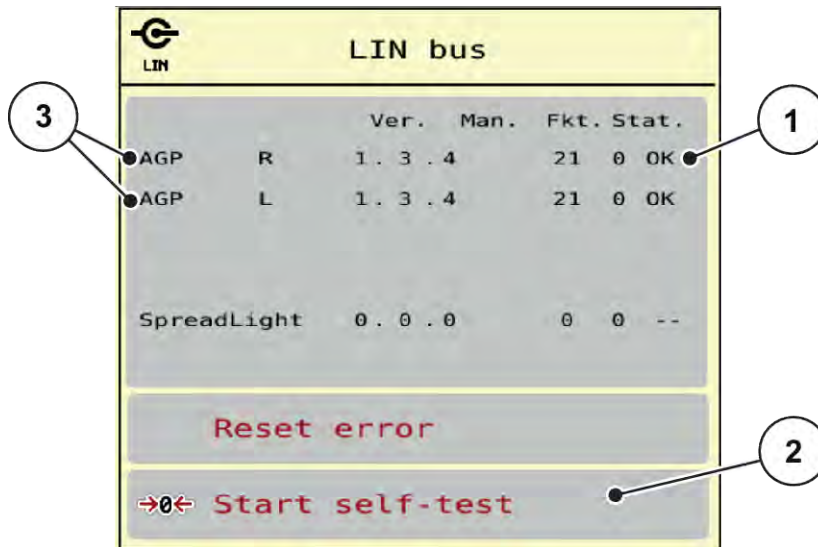 LIN
LIN bus
Ver. Man. Fkt. Stat.
3
1
AGP R 1.3.4 21 0 OK
AGP L 1.3.4 21 0 OK
SpreadLight 0.0.0 0 0 --
Reset error
2
→0← Start self-test